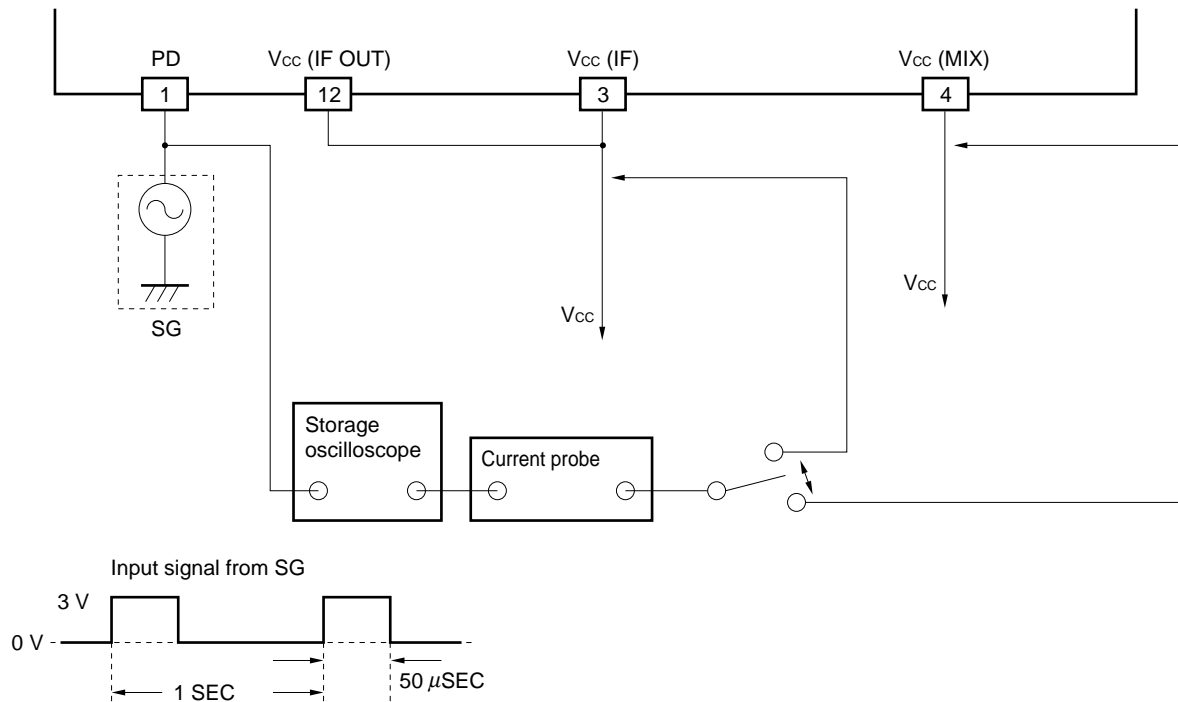 PD
VCC (IF OUT)
VCC (IF)
VCC (MIX)
1
12
3
4
SG
VCC
VCC
Storage
oscilloscope
Current probe
Input signal from SG
3 V
0 V
50 μSEC
1 SEC